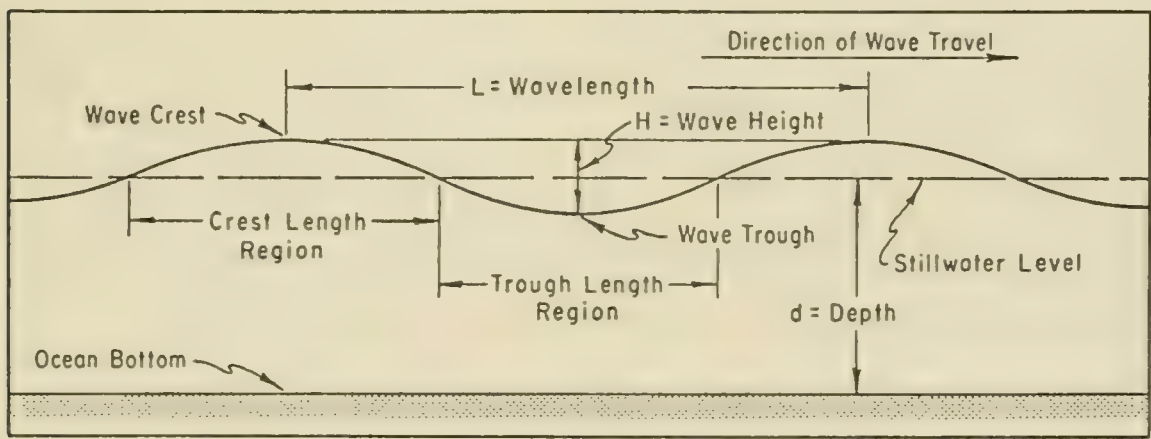 Direction of Wave Travel
L = Wavelength
Wave Crest
H = Wave Height
Crest Length
Region
Wave Trough
Stillwater Level
Trough Length
Region
d = Depth
Ocean Bottom